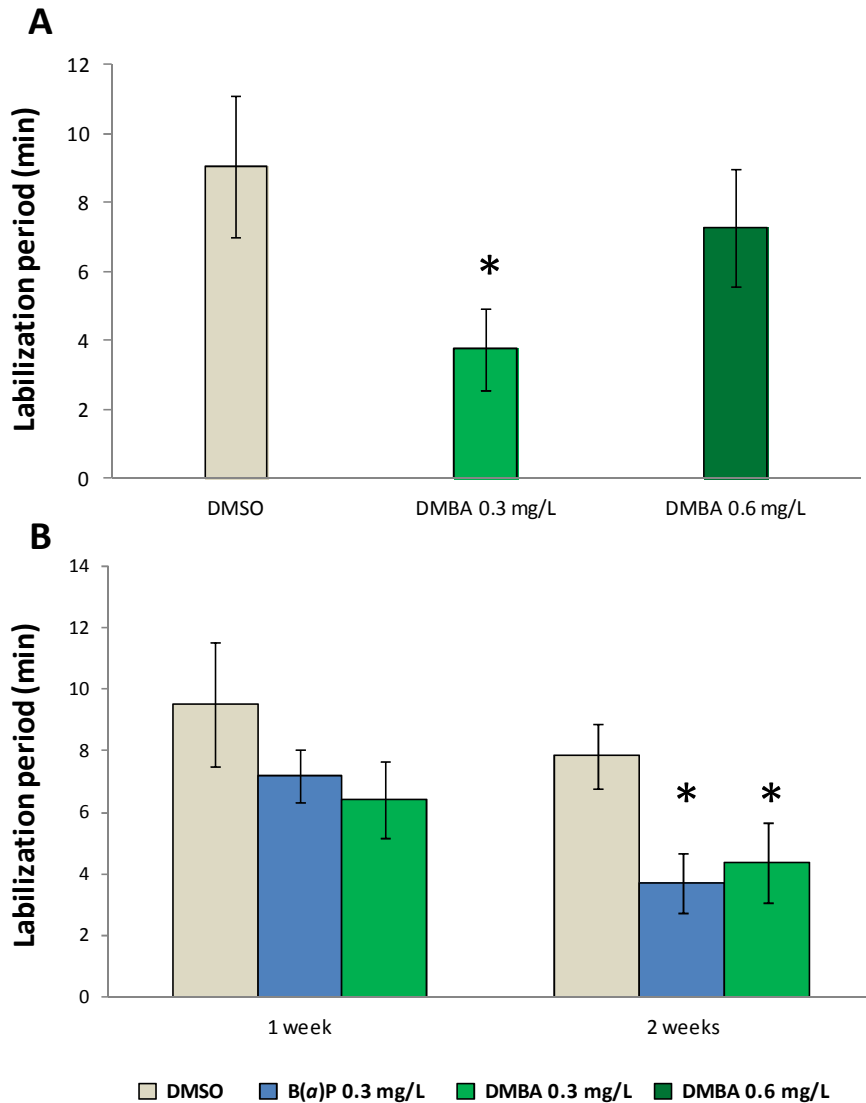 A
Labilization period (min)
12
10
8
6
4
2
0
*
DMSO
DMBA 0.3 mg/L
DMBA 0.6 mg/L
B
Labilization period (min)
14
12
10
8
6
4
2
0
*
*
1 week
2 weeks
DMSO
B(a)P 0.3 mg/L
DMBA 0.3 mg/L
DMBA 0.6 mg/L